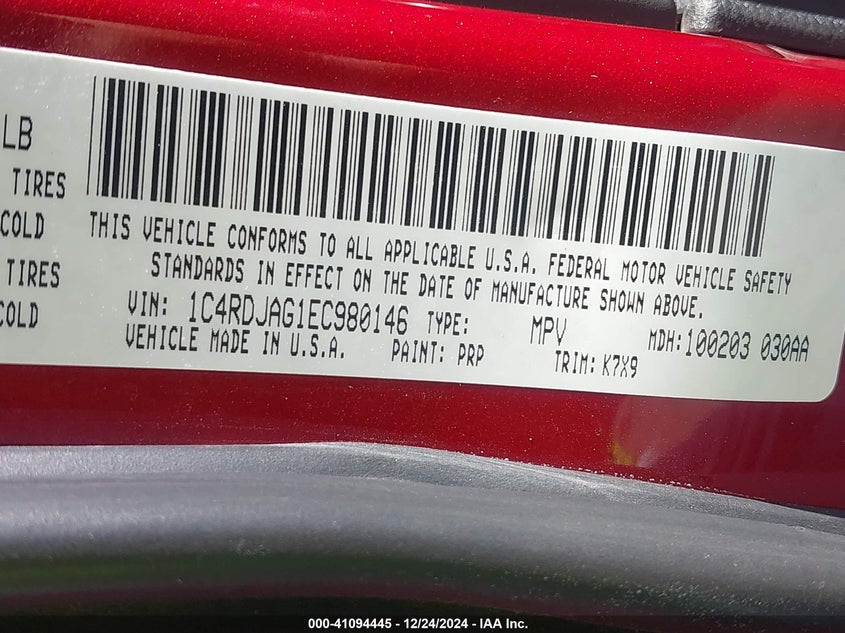 LB
TIRES
COLD
TIRES
COLD
THIS VEHICLE CONFORMS TO ALL APPLICABLE U.S.A. FEDERAL MOTOR VEHICLE SAFETY
STANDARDS IN EFFECT ON THE DATE OF MANUFACTURE SHOWN ABOVE.
VIN: 1C4RDJAG1EC980146 TYPE: MPV MDH:100203 030AA
VEHICLE MADE IN U.S.A. PAINT: PRP TRIM: K7X9
000-41094445 - 12/24/2024 - IAA Inc.